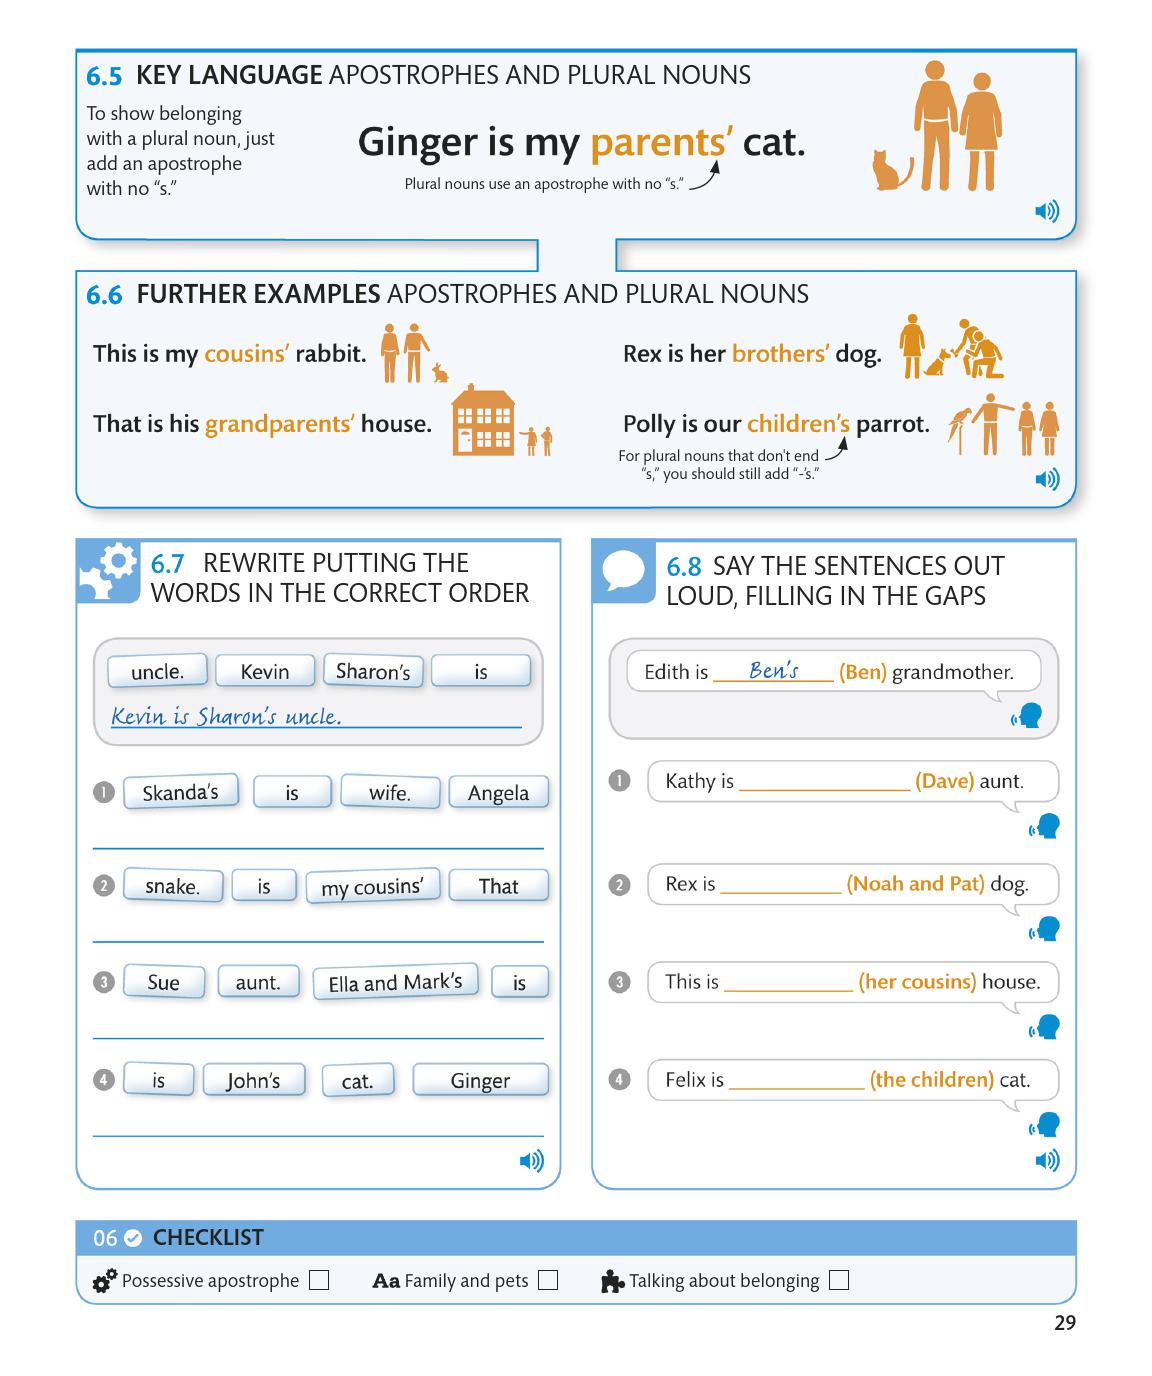 6.5 KEY LANGUAGE APOSTROPHES AND PLURAL NOUNS
To show belonging
with a plural noun, just
add an apostrophe
with no “s.”
Ginger is my parents’ cat.
Plural nouns use an apostrophe with no “s.”
6.6 FURTHER EXAMPLES APOSTROPHES AND PLURAL NOUNS
This is my cousins’ rabbit.
Rex is her brothers’ dog.
That is his grandparents’ house.
Polly is our children’s parrot.
For plural nouns that don't end
“s,” you should still add “-’s.”
6.7 REWRITE PUTTING THE
WORDS IN THE CORRECT ORDER
uncle. Kevin Sharon’s is
Kevin is Sharon’s uncle.
1 Skanda’s is wife. Angela
2 snake. is my cousins’ That
3 Sue aunt. Ella and Mark’s is
4 is John’s cat. Ginger
6.8 SAY THE SENTENCES OUT
LOUD, FILLING IN THE GAPS
Edith is Ben’s (Ben) grandmother.
1 Kathy is ________________ (Dave) aunt.
2 Rex is ___________ (Noah and Pat) dog.
3 This is ____________ (her cousins) house.
4 Felix is _____________ (the children) cat.
06 CHECKLIST
Possessive apostrophe Aa Family and pets Talking about belonging
29